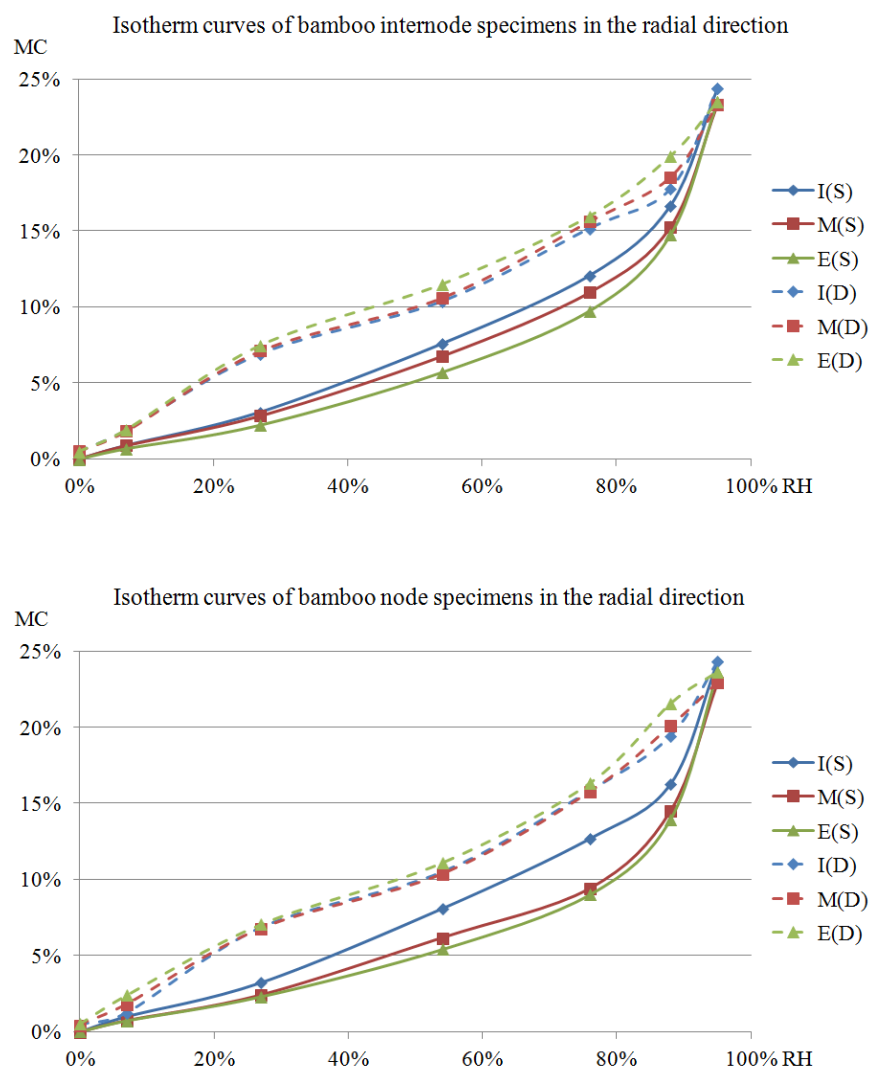 Isotherm curves of bamboo internode specimens in the radial direction
MC
25%
20%
15%
10%
5%
0%
0% 20% 40% 60% 80% 100% RH
I(S)
M(S)
E(S)
I(D)
M(D)
E(D)
Isotherm curves of bamboo node specimens in the radial direction
MC
25%
20%
15%
10%
5%
0%
0% 20% 40% 60% 80% 100% RH
I(S)
M(S)
E(S)
I(D)
M(D)
E(D)